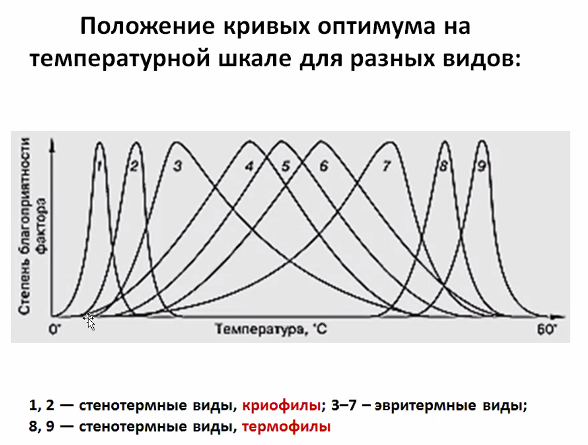 Положение кривых оптимума на
температурной шкале для разных видов:
Степень благоприятности
фактора
1 2 3 4 5 6 7 8 9
0° Температура, °С 60°
1, 2 — стенотермные виды, криофилы; 3–7 – эвритермные виды;
8, 9 — стенотермные виды, термофилы